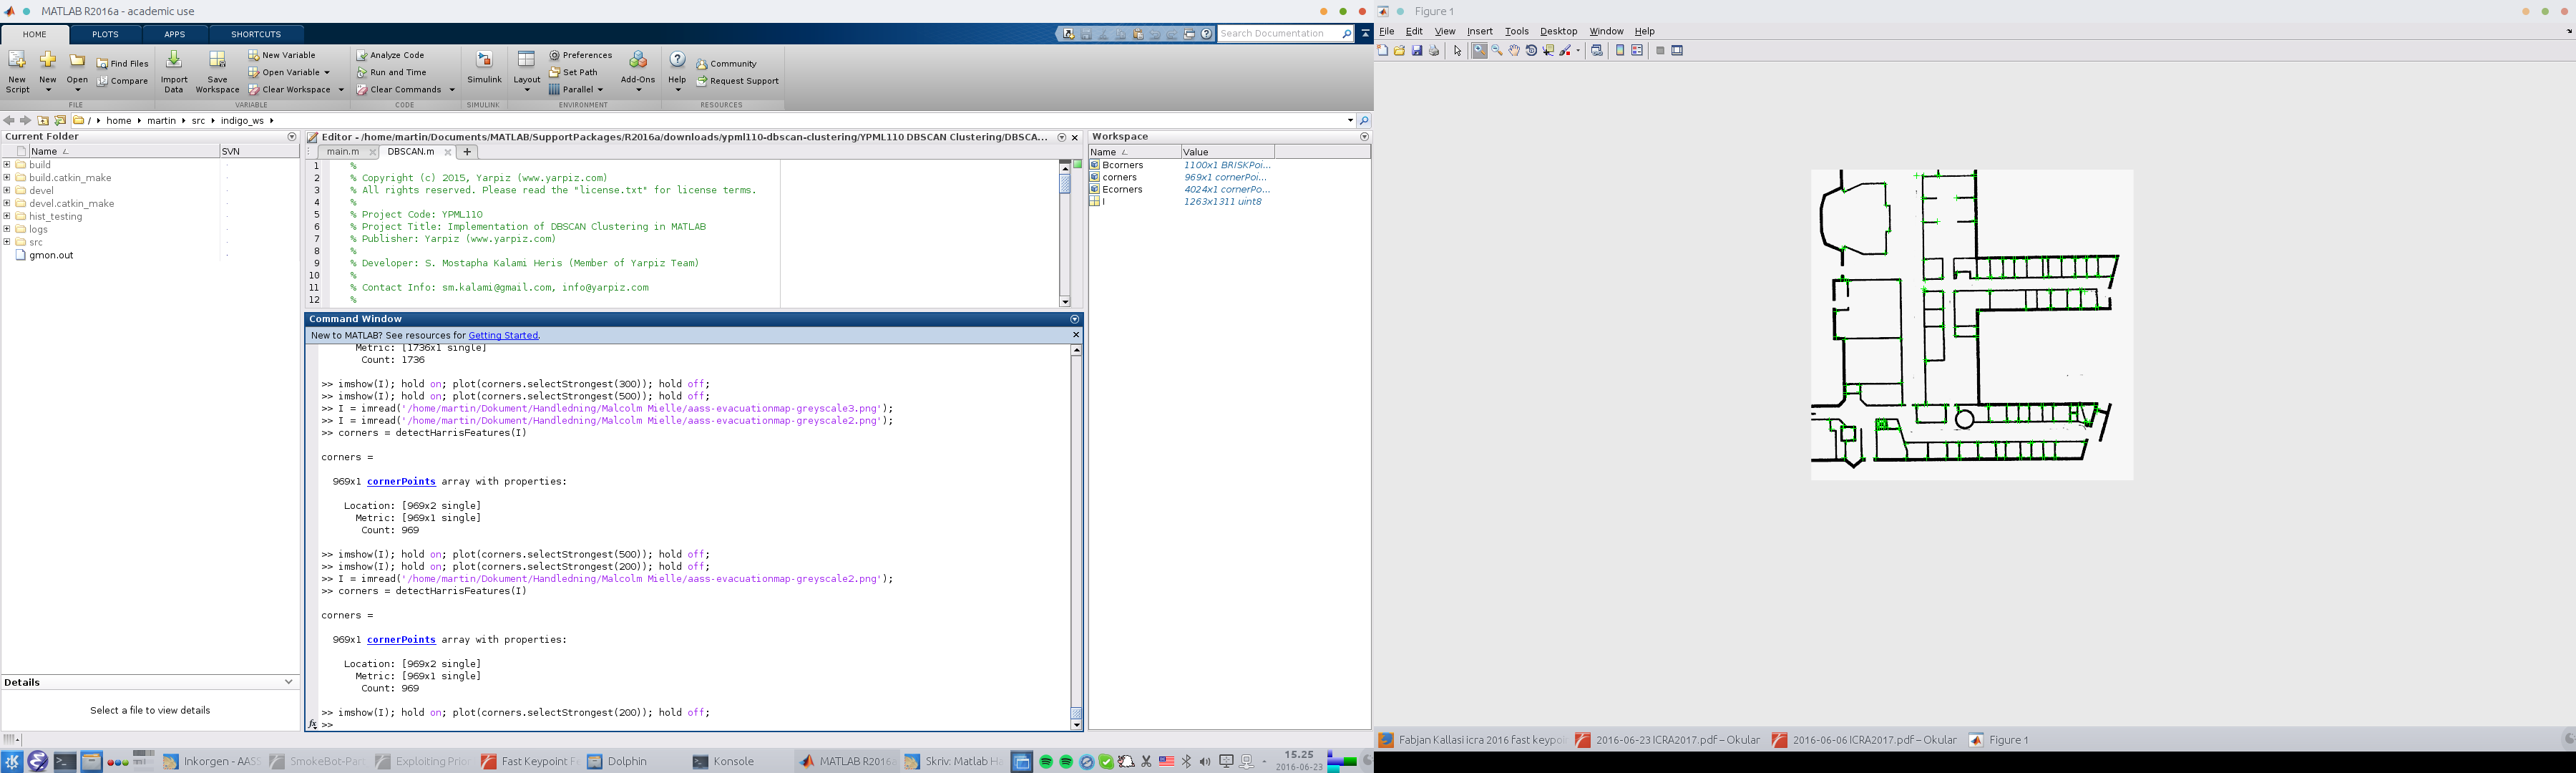 MATLAB R2016a - academic use
HOME PLOTS APPS SHORTCUTS
Search Documentation
New Script
New
Open
Find Files
Compare
Import Data
Save Workspace
New Variable
Open Variable
Clear Workspace
Analyze Code
Run and Time
Clear Commands
Simulink
Layout
Preferences
Set Path
Parallel
Add-Ons
Help
Community
Request Support
FILE VARIABLE CODE SIMULINK ENVIRONMENT RESOURCES
/ home martin src indigo_ws
Current Folder
Name SVN
build
build.catkin_make
devel
devel.catkin_make
hist_testing
logs
src
gmon.out
Details
Select a file to view details
Editor - /home/martin/Documents/MATLAB/SupportPackages/R2016a/downloads/ypml110-dbscan-clustering/YPML110 DBSCAN Clustering/DBSCA...
main.m DBSCAN.m
1 %
2 % Copyright (c) 2015, Yarpiz (www.yarpiz.com)
3 % All rights reserved. Please read the "license.txt" for license terms.
4 %
5 % Project Code: YPML110
6 % Project Title: Implementation of DBSCAN Clustering in MATLAB
7 % Publisher: Yarpiz (www.yarpiz.com)
8 %
9 % Developer: S. Mostapha Kalami Heris (Member of Yarpiz Team)
10 %
11 % Contact Info: sm.kalami@gmail.com, info@yarpiz.com
12 %
Command Window
New to MATLAB? See resources for Getting Started.
Metric: [1736x1 single]
Count: 1736
>> imshow(I); hold on; plot(corners.selectStrongest(300)); hold off;
>> imshow(I); hold on; plot(corners.selectStrongest(500)); hold off;
>> I = imread('/home/martin/Dokument/Handledning/Malcolm Mielle/aass-evacuationmap-greyscale3.png');
>> I = imread('/home/martin/Dokument/Handledning/Malcolm Mielle/aass-evacuationmap-greyscale2.png');
>> corners = detectHarrisFeatures(I)
corners =
969x1 cornerPoints array with properties:
Location: [969x2 single]
Metric: [969x1 single]
Count: 969
>> imshow(I); hold on; plot(corners.selectStrongest(500)); hold off;
>> imshow(I); hold on; plot(corners.selectStrongest(200)); hold off;
>> I = imread('/home/martin/Dokument/Handledning/Malcolm Mielle/aass-evacuationmap-greyscale2.png');
>> corners = detectHarrisFeatures(I)
corners =
969x1 cornerPoints array with properties:
Location: [969x2 single]
Metric: [969x1 single]
Count: 969
>> imshow(I); hold on; plot(corners.selectStrongest(200)); hold off;
fx >>
Workspace
Name Value
Bcorners 1100x1 BRISKPoi...
corners 969x1 cornerPoi...
Ecorners 4024x1 cornerPo...
I 1263x1311 uint8
Inkorgen - AASS
SmokeBot-Par
Exploiting Prior
Fast Keypoint F
Dolphin
Konsole
MATLAB R2016a
Skriv: Matlab Ha
15.25
2016-06-23
Figure 1
File Edit View Insert Tools Desktop Window Help
Fabjan Kallasi icra 2016 fast keypoi
2016-06-23 ICRA2017.pdf – Okular
2016-06-06 ICRA2017.pdf – Okular
Figure 1